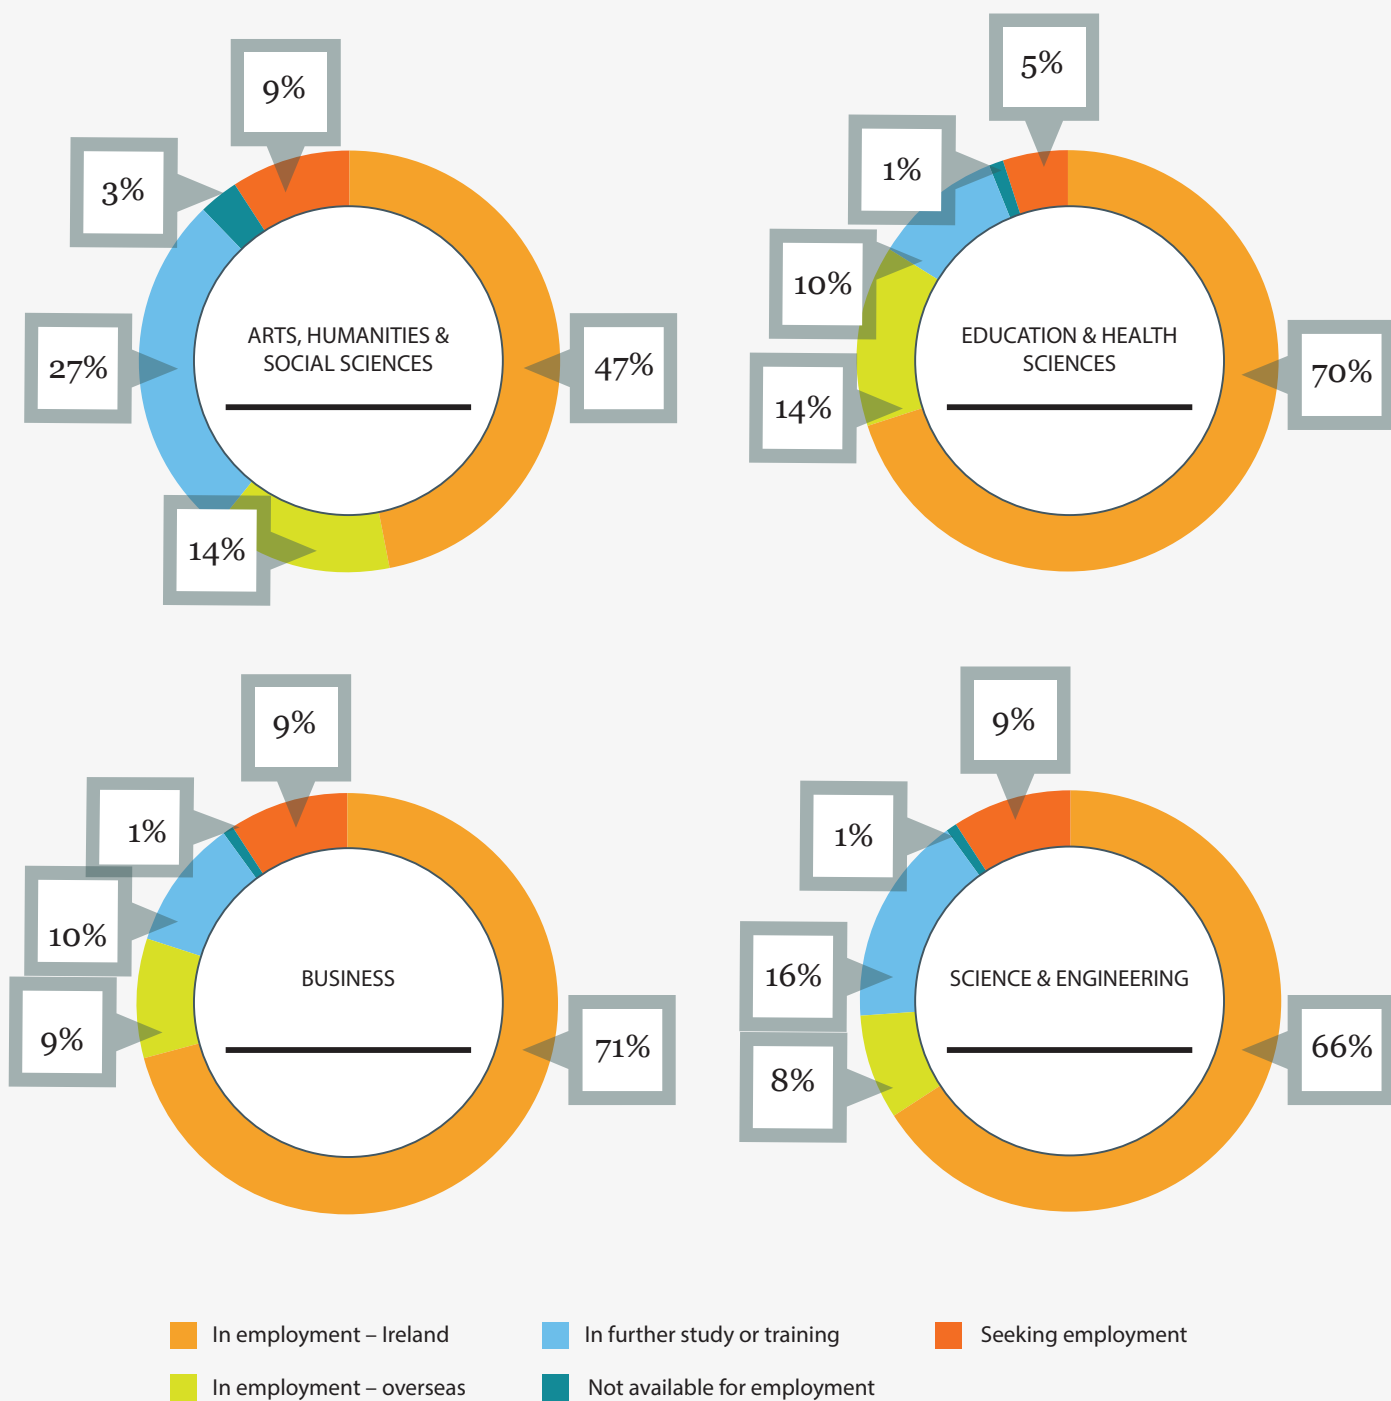 9%
3%
27%
14%
47%
ARTS, HUMANITIES &
SOCIAL SCIENCES
5%
1%
10%
14%
70%
EDUCATION & HEALTH
SCIENCES
9%
1%
10%
9%
71%
BUSINESS
9%
1%
16%
8%
66%
SCIENCE & ENGINEERING
In employment – Ireland
In further study or training
Seeking employment
In employment – overseas
Not available for employment